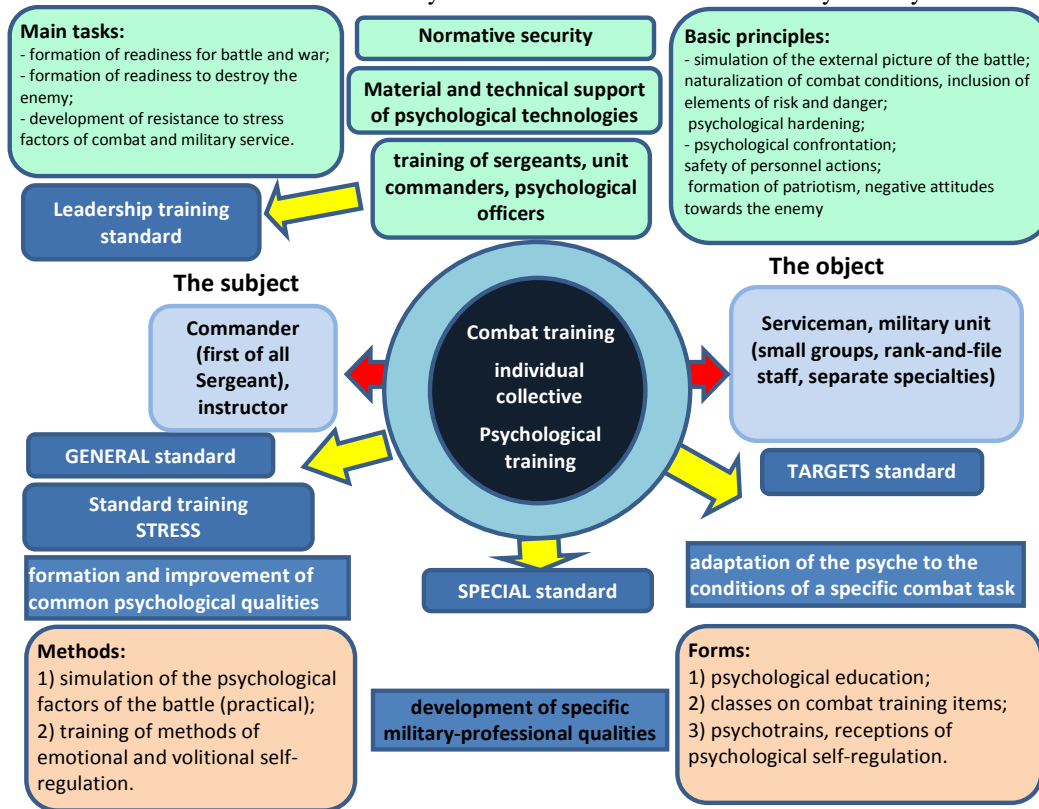 Main tasks:
- formation of readiness for battle and war;
- formation of readiness to destroy the
enemy;
- development of resistance to stress
factors of combat and military service.
Normative security
Material and technical support
of psychological technologies
training of sergeants, unit
commanders, psychological
officers
Basic principles:
- simulation of the external picture of the battle;
naturalization of combat conditions, inclusion of
elements of risk and danger;
psychological hardening;
- psychological confrontation;
safety of personnel actions;
formation of patriotism, negative attitudes
towards the enemy
Leadership training
standard
The subject
Commander
(first of all
Sergeant),
instructor
Combat training
individual
collective
Psychological
training
The object
Serviceman, military unit
(small groups, rank-and-file
staff, separate specialties)
GENERAL standard
Standard training
STRESS
TARGETS standard
formation and improvement of
common psychological qualities
SPECIAL standard
adaptation of the psyche to the
conditions of a specific combat task
Methods:
1) simulation of the psychological
factors of the battle (practical);
2) training of methods of
emotional and volitional self-
regulation.
development of specific
military-professional qualities
Forms:
1) psychological education;
2) classes on combat training items;
3) psychotrains, receptions of
psychological self-regulation.